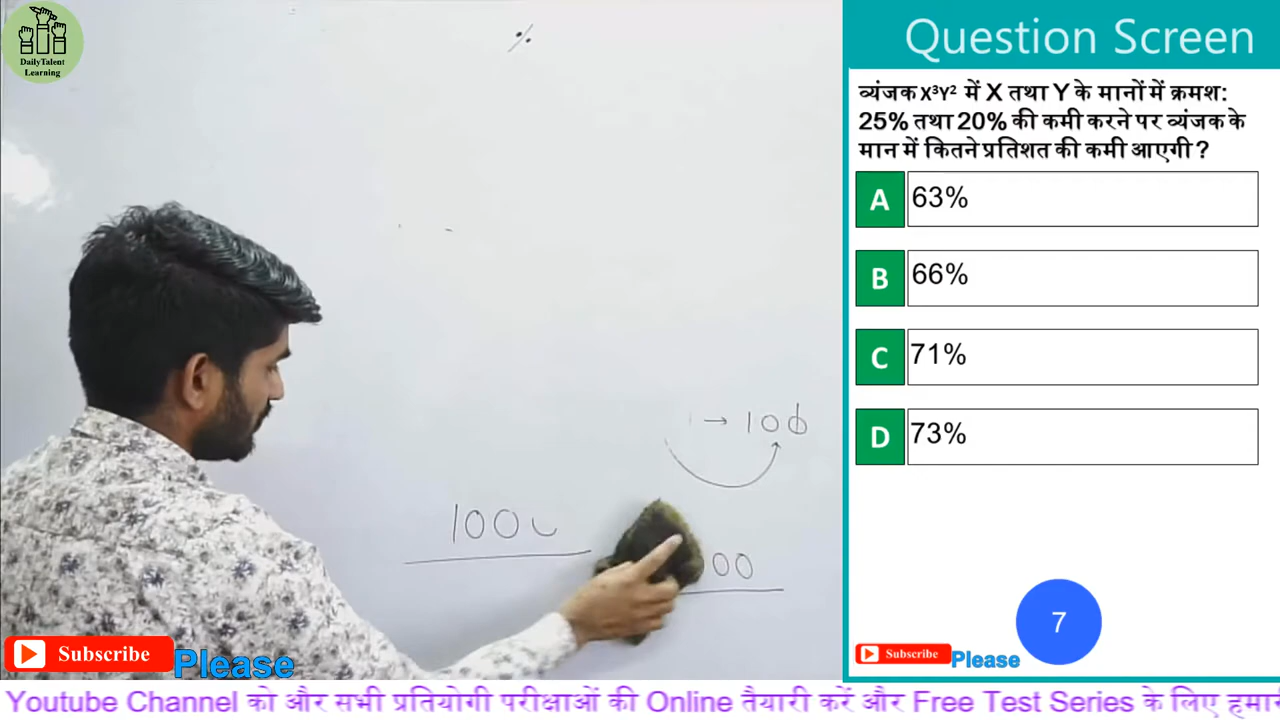 DailyTalent
Learning
%
→ 100
100
00
Subscribe
Please
Question Screen
व्यंजक X³Y² में X तथा Y के मानों में क्रमश:
25% तथा 20% की कमी करने पर व्यंजक के
मान में कितने प्रतिशत की कमी आएगी ?
A 63%
B 66%
C 71%
D 73%
7
Subscribe
Please
Youtube Channel को और सभी प्रतियोगी परीक्षाओं की Online तैयारी करें और Free Test Series के लिए